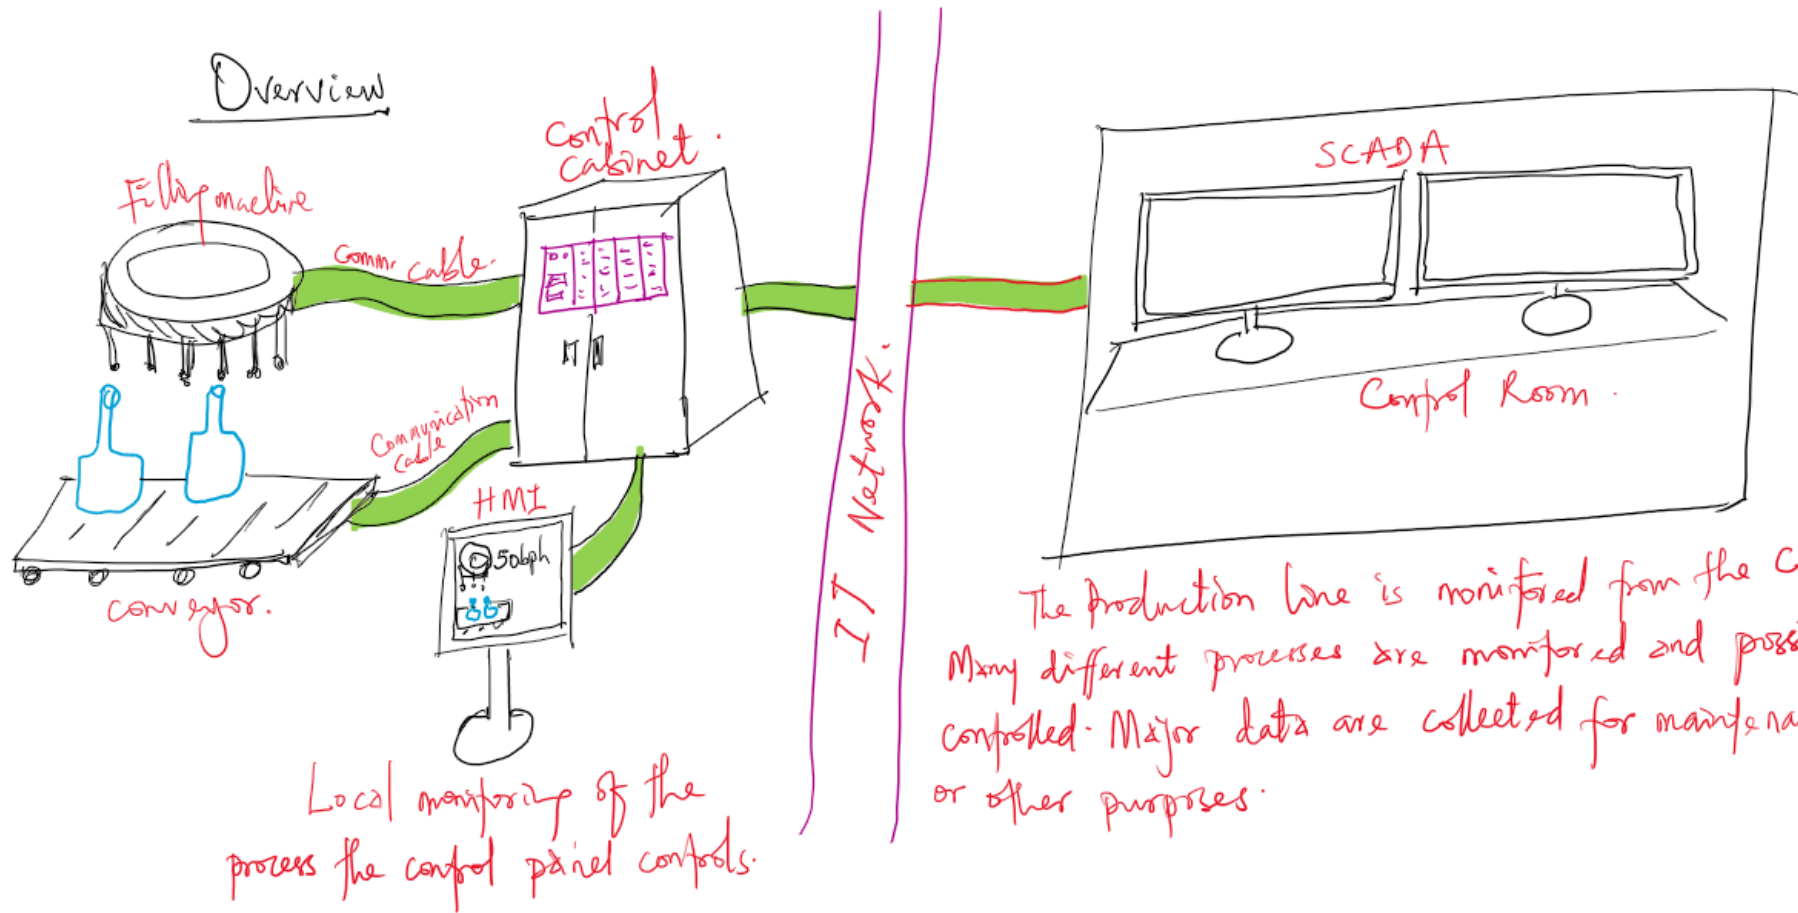 Overview
Filling machine
Comm. cable.
Control
Cabinet.
SCADA
Control Room.
Communication
Cable
HMI
50bph
conveyor.
IT Network.
The Production line is monitored from the C
Many different processes are monitored and poss
controlled. Major data are collected for maintena
or other purposes.
Local monitoring of the
process the control panel controls.